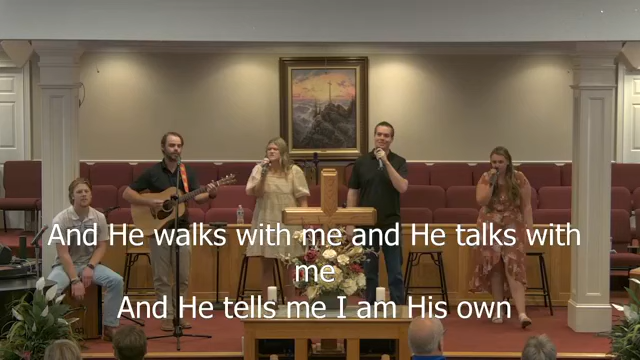 And He walks with me and He talks with
me
And He tells me I am His own